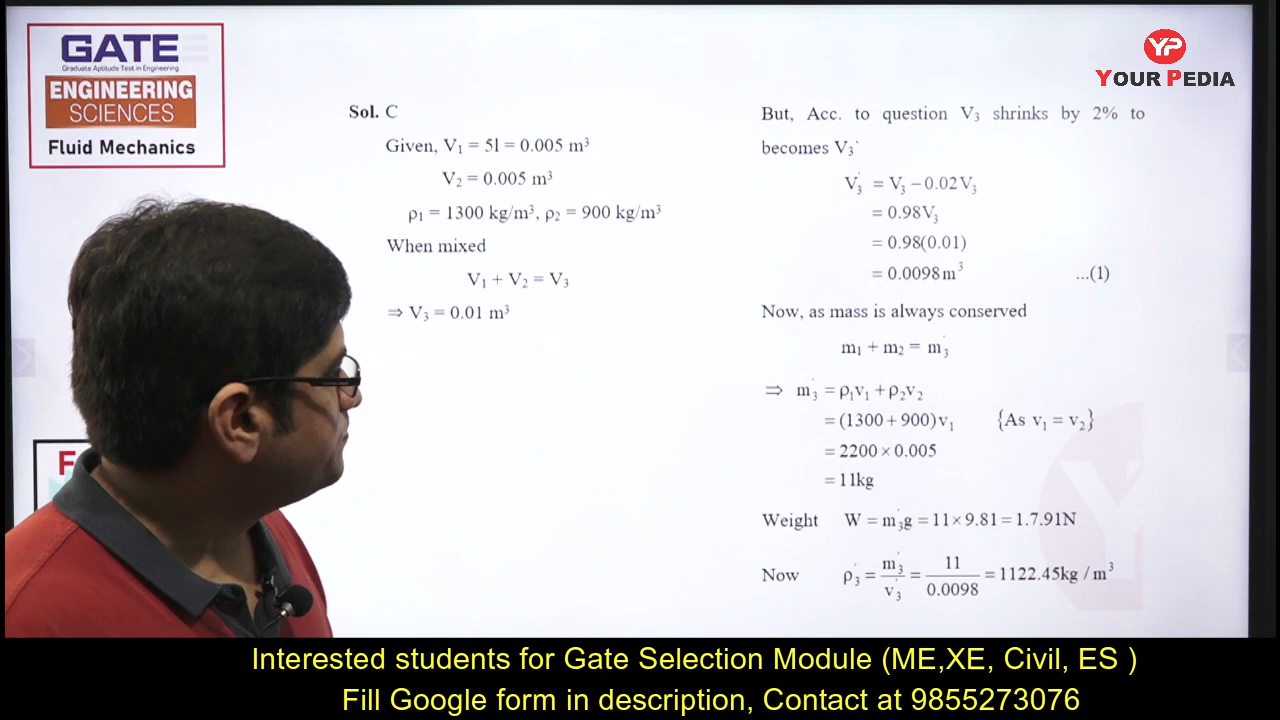 GATE
Graduate Aptitude Test in Engineering
ENGINEERING
SCIENCES
Fluid Mechanics
YP
YOUR PEDIA
Sol. C
Given, V₁ = 5l = 0.005 m³
V₂ = 0.005 m³
ρ₁ = 1300 kg/m³, ρ₂ = 900 kg/m³
When mixed
V₁ + V₂ = V₃
⇒ V₃ = 0.01 m³
But, Acc. to question V₃ shrinks by 2% to
becomes V₃`
V₃' = V₃ − 0.02V₃
= 0.98V₃
= 0.98(0.01)
= 0.0098 m³ ...(1)
Now, as mass is always conserved
m₁ + m₂ = m₃'
⇒ m₃' = ρ₁v₁ + ρ₂v₂
= (1300 + 900)v₁ {As v₁ = v₂}
= 2200 × 0.005
= 11kg
Weight W = m₃'g = 11 × 9.81 = 1.7.91N
Now ρ₃' = m₃'/v₃' = 11/0.0098 = 1122.45kg / m³
F
Interested students for Gate Selection Module (ME,XE, Civil, ES )
Fill Google form in description, Contact at 9855273076